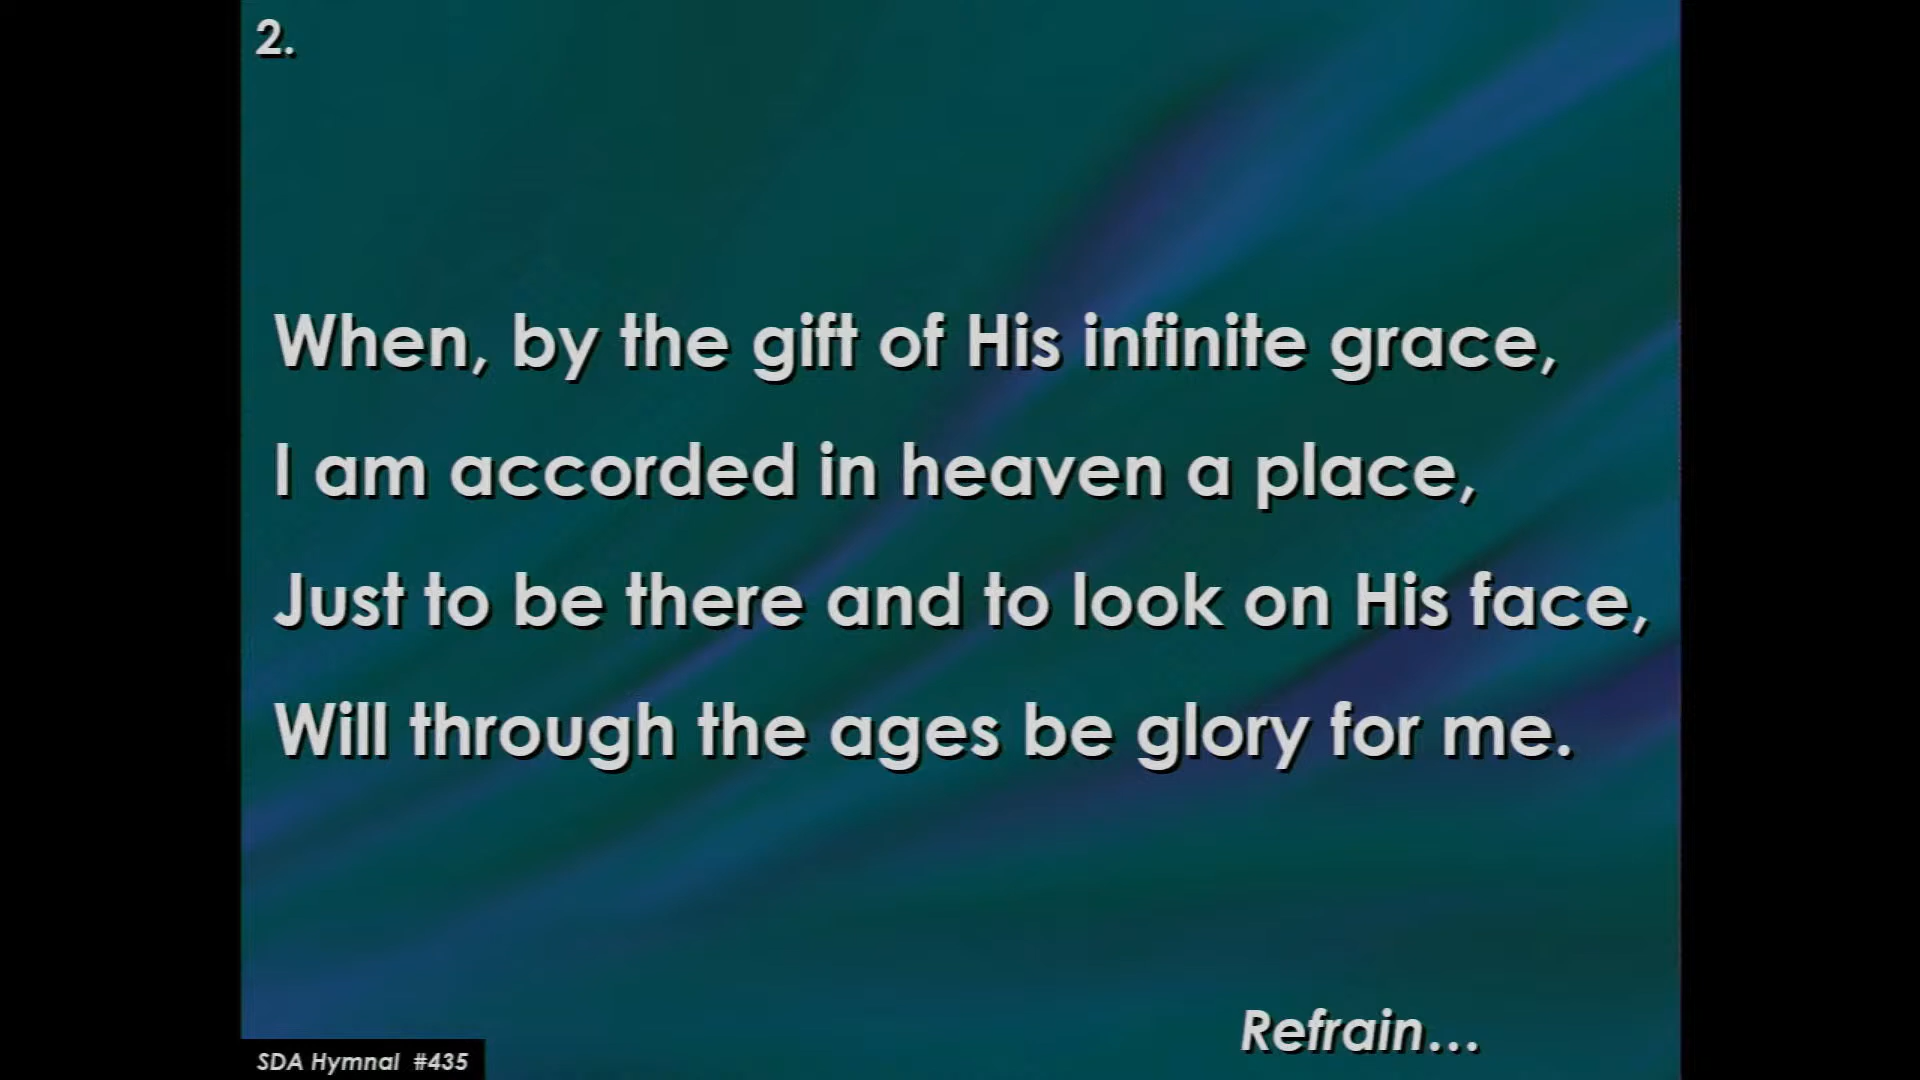 2.
When, by the gift of His infinite grace,
I am accorded in heaven a place,
Just to be there and to look on His face,
Will through the ages be glory for me.
Refrain...
SDA Hymnal #435